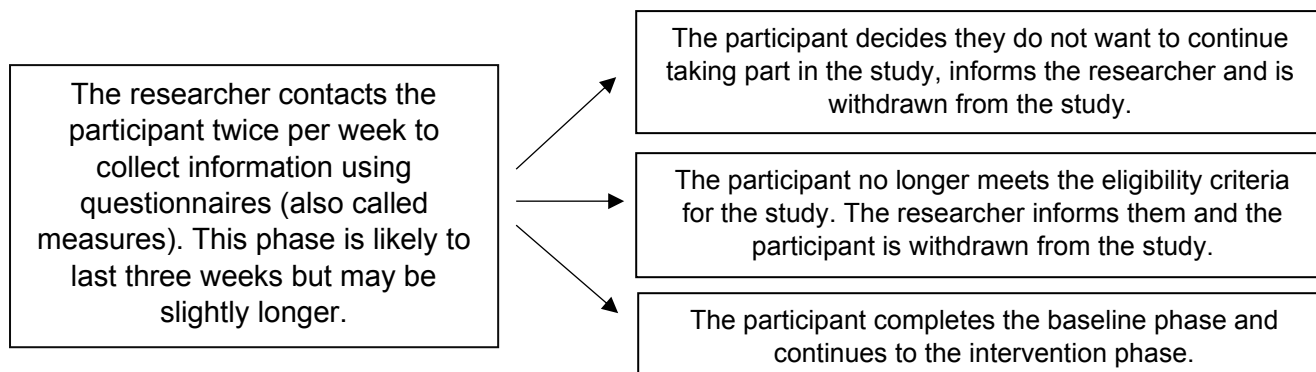 The researcher contacts the
participant twice per week to
collect information using
questionnaires (also called
measures). This phase is likely to
last three weeks but may be
slightly longer.
The participant decides they do not want to continue
taking part in the study, informs the researcher and is
withdrawn from the study.
The participant no longer meets the eligibility criteria
for the study. The researcher informs them and the
participant is withdrawn from the study.
The participant completes the baseline phase and
continues to the intervention phase.